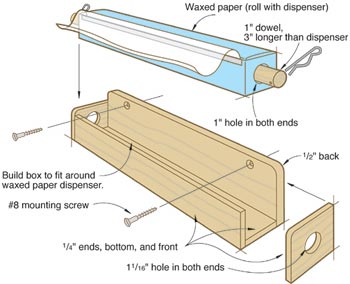 Waxed paper (roll with dispenser)
1" dowel,
3" longer than dispenser
1" hole in both ends
1/2" back
Build box to fit around
waxed paper dispenser.
#8 mounting screw
1/4" ends, bottom, and front
1 1/16" hole in both ends